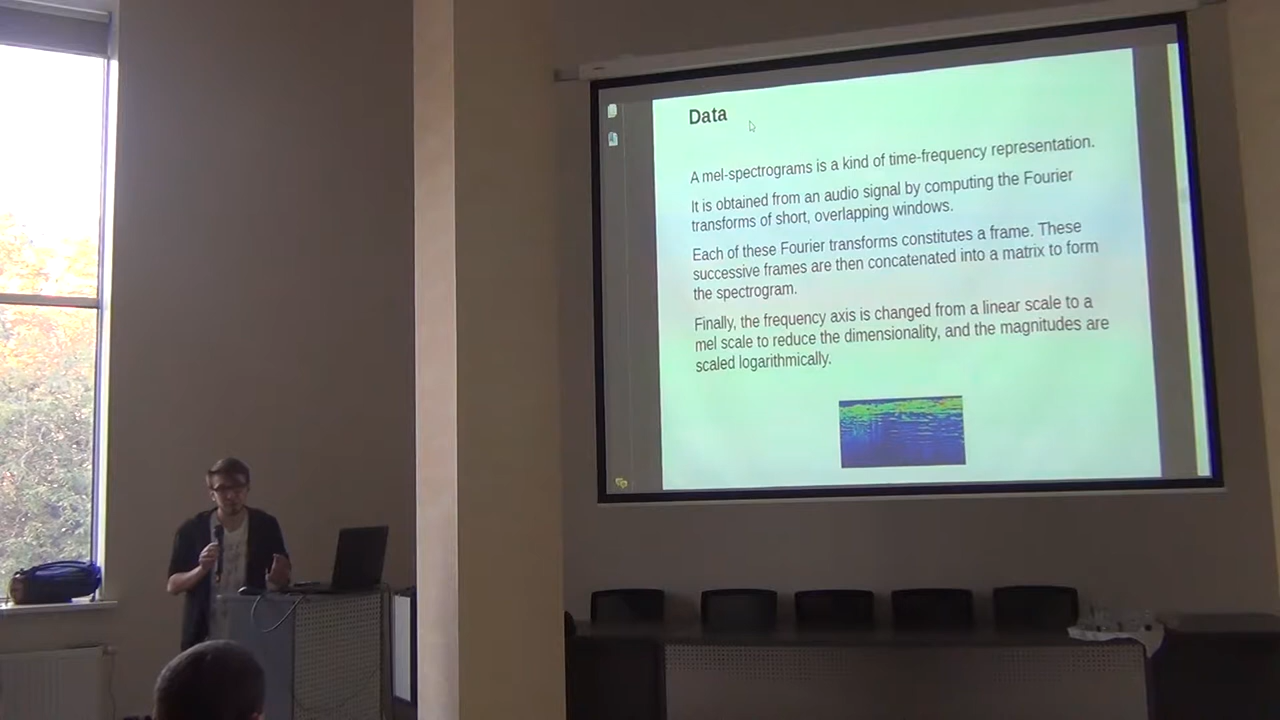 Data
A mel-spectrograms is a kind of time-frequency representation.
It is obtained from an audio signal by computing the Fourier
transforms of short, overlapping windows.
Each of these Fourier transforms constitutes a frame. These
successive frames are then concatenated into a matrix to form
the spectrogram.
Finally, the frequency axis is changed from a linear scale to a
mel scale to reduce the dimensionality, and the magnitudes are
scaled logarithmically.